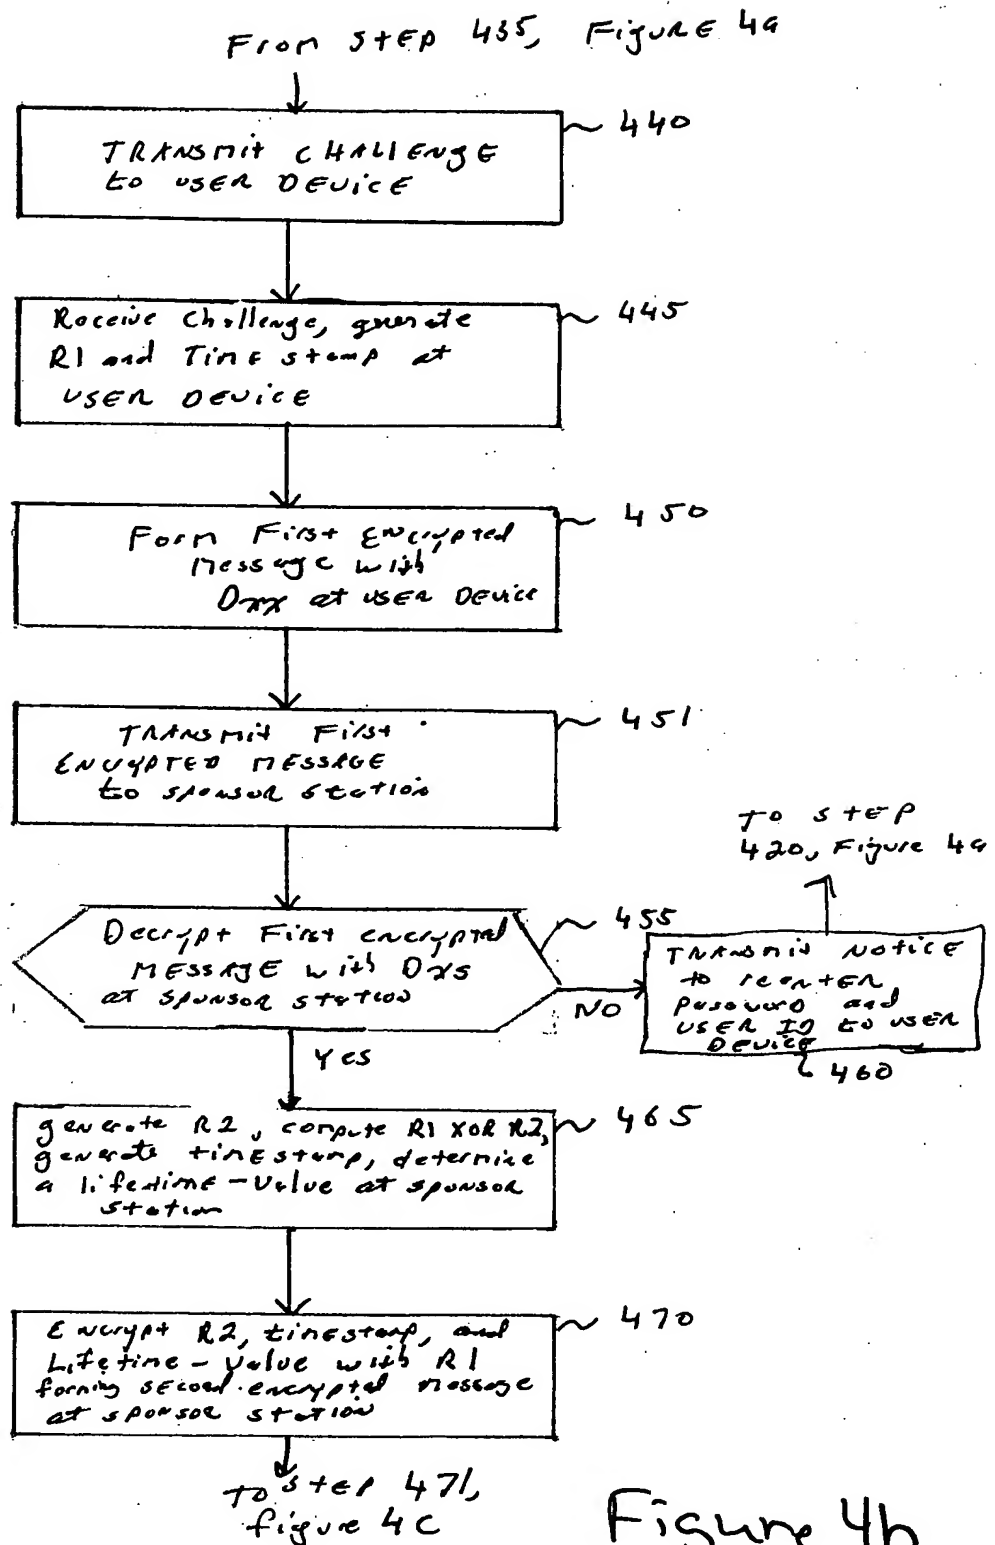 From step 435, Figure 4a
440
TRANSMIT CHALLENGE
to USER DEVICE
445
Receive Challenge, generate
R1 and Timestamp at
USER DEVICE
450
Form First Encrypted
Message with
Dxx at USER DEVICE
451
TRANSMIT First
ENCYPTED MESSAGE
to sponsor station
To step
420, Figure 4a
455
Decrypt First encrypted
MESSAGE with Dxs
at sponsor station
NO
YES
TRANSMIT NOTICE
to reenter
password and
USER ID to USER
DEVICE
460
465
generate R2, compute R1 XOR R2,
generate timestamp, determine
a lifetime-value at sponsor
station
470
Encrypt R2, timestamp, and
Lifetime-Value with R1
forming second encrypted message
at sponsor station
To step 471,
figure 4c
Figure 4b